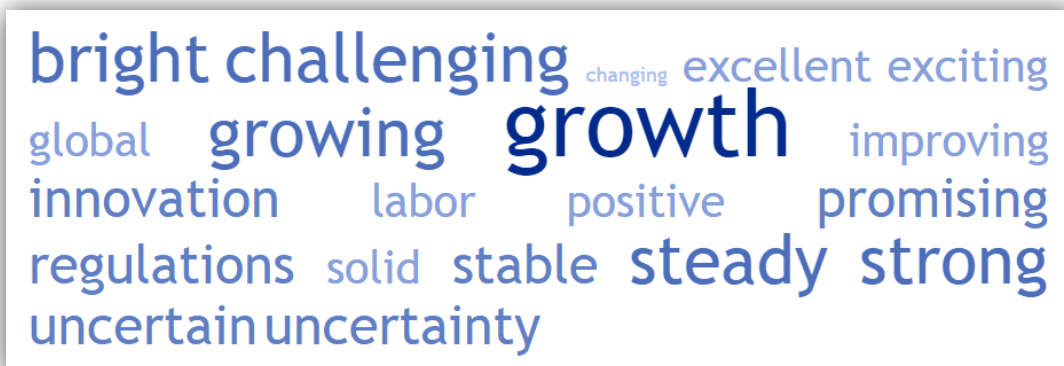 bright challenging changing excellent exciting
global growing growth improving
innovation labor positive promising
regulations solid stable steady strong
uncertain uncertainty